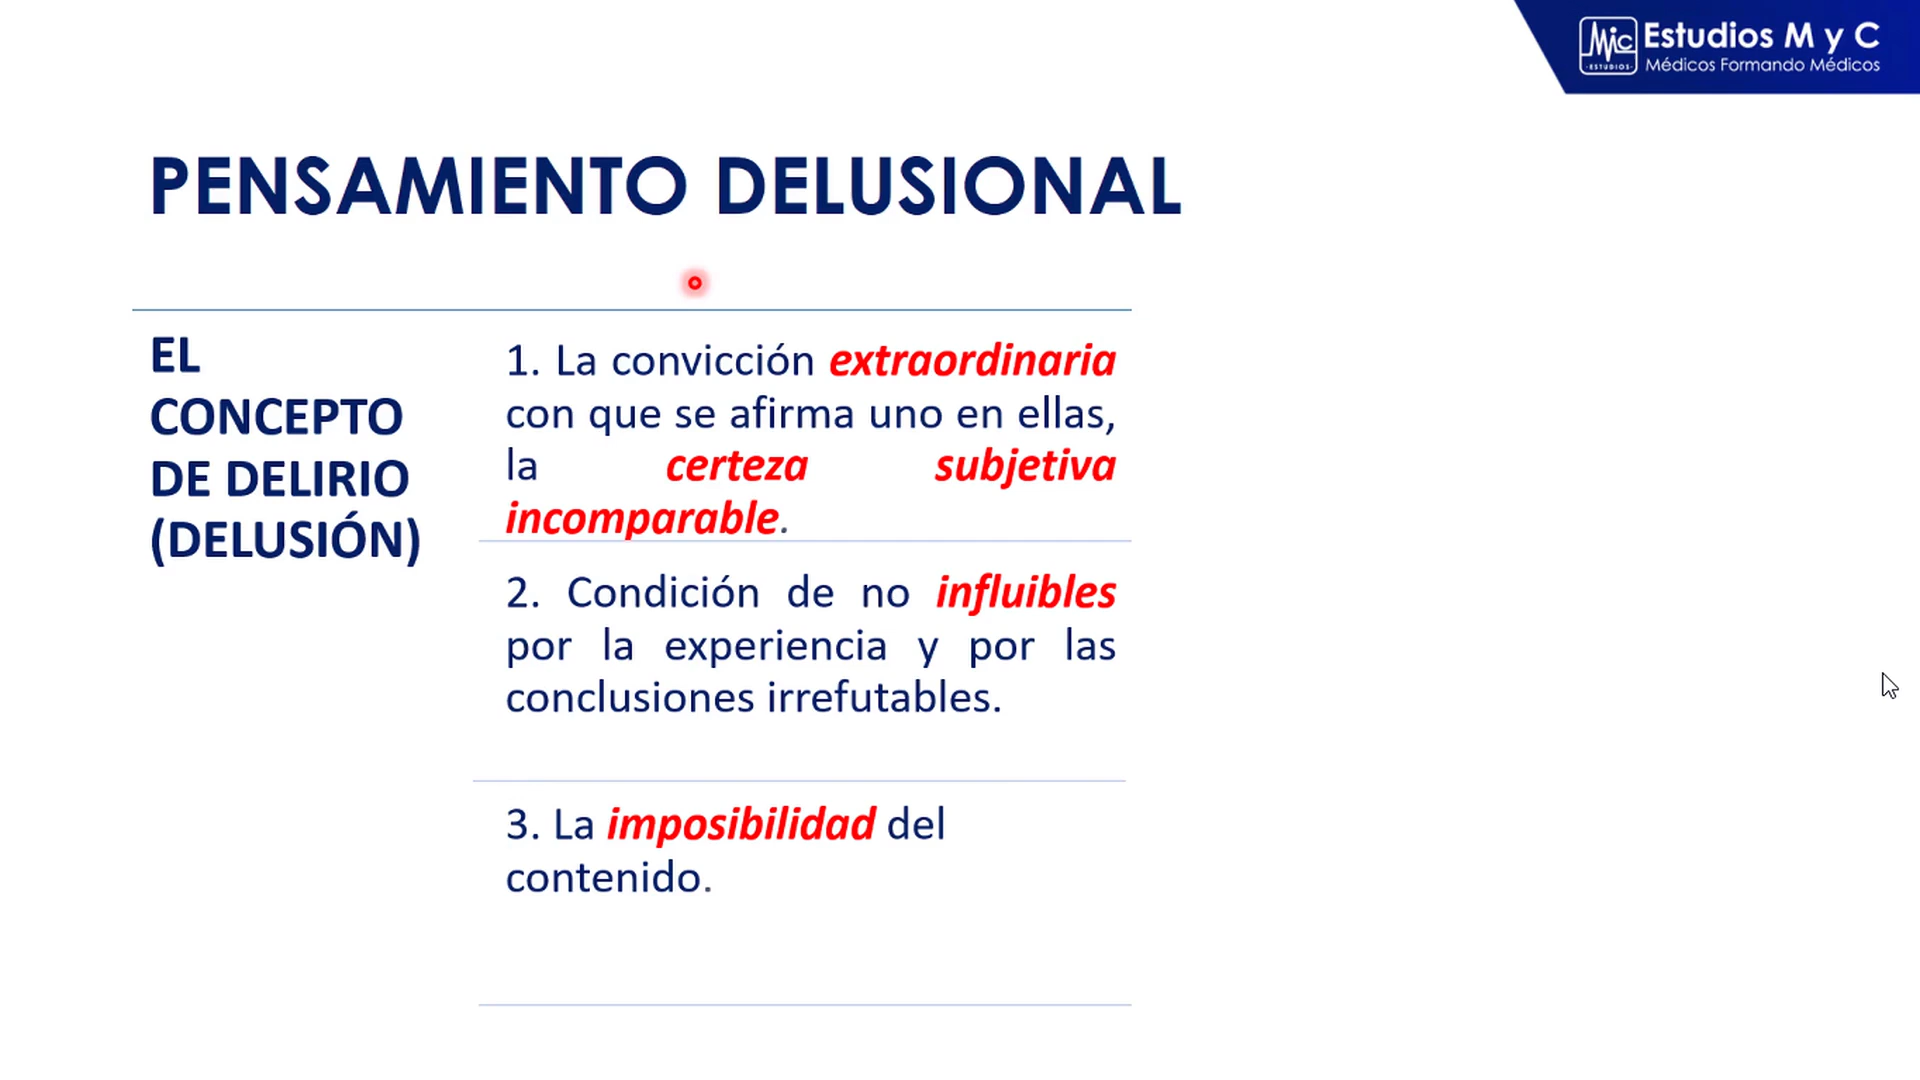 Mic
ESTUDIOS
Estudios M y C
Médicos Formando Médicos
PENSAMIENTO DELUSIONAL
EL
CONCEPTO
DE DELIRIO
(DELUSIÓN)
1. La convicción extraordinaria
con que se afirma uno en ellas,
la certeza subjetiva
incomparable.
2. Condición de no influibles
por la experiencia y por las
conclusiones irrefutables.
3. La imposibilidad del
contenido.